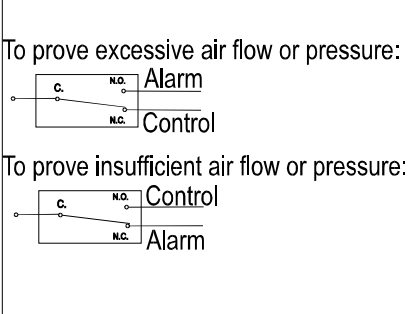 To prove excessive air flow or pressure:
C. N.O. Alarm
N.C. Control
To prove insufficient air flow or pressure:
C. N.O. Control
N.C. Alarm